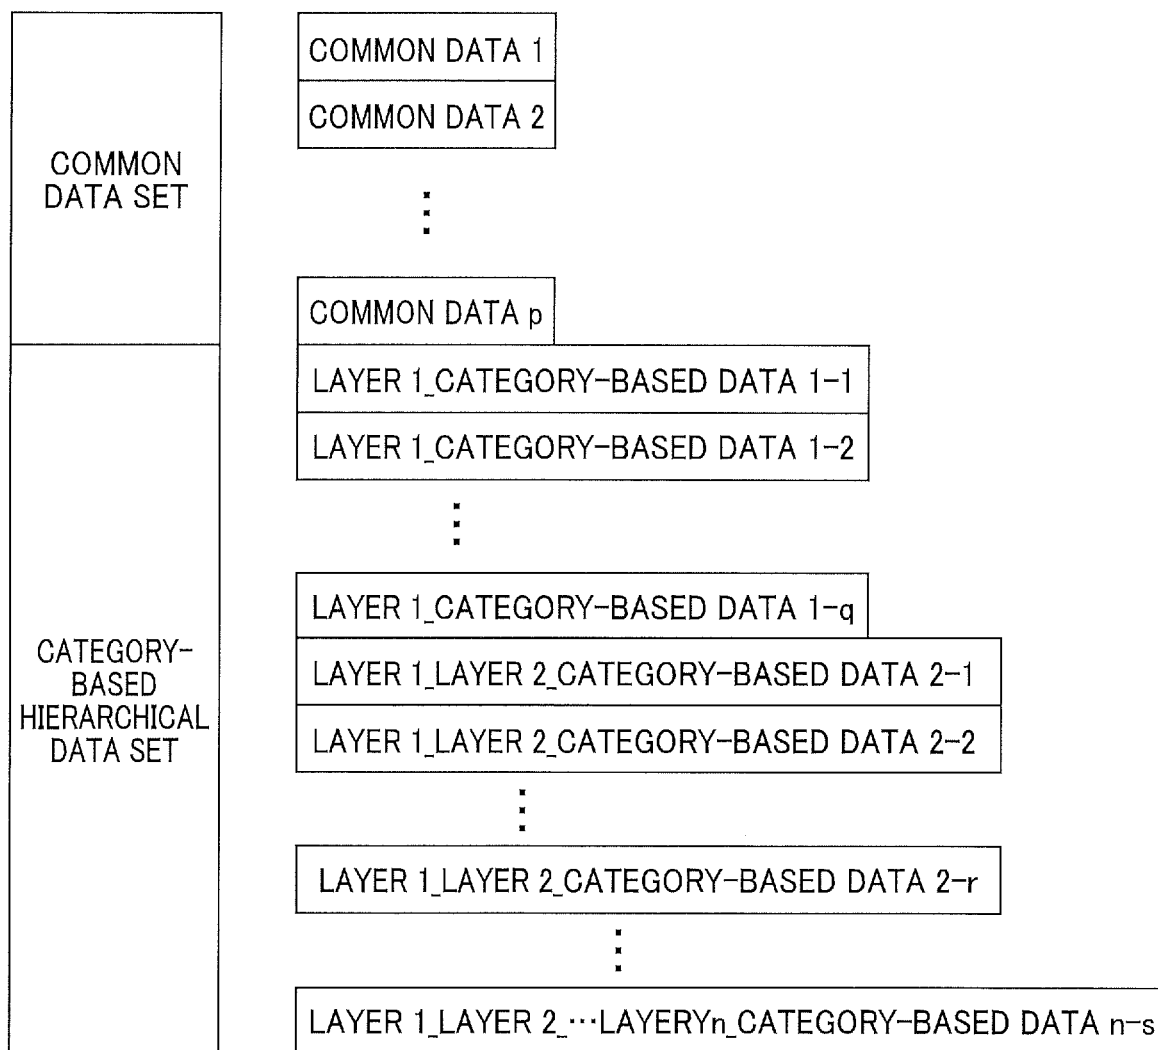 COMMON
DATA SET
COMMON DATA 1
COMMON DATA 2
COMMON DATA p
CATEGORY-
BASED
HIERARCHICAL
DATA SET
LAYER 1_CATEGORY-BASED DATA 1-1
LAYER 1_CATEGORY-BASED DATA 1-2
LAYER 1_CATEGORY-BASED DATA 1-q
LAYER 1_LAYER 2_CATEGORY-BASED DATA 2-1
LAYER 1_LAYER 2_CATEGORY-BASED DATA 2-2
LAYER 1_LAYER 2_CATEGORY-BASED DATA 2-r
LAYER 1_LAYER 2_⋯LAYERYn_CATEGORY-BASED DATA n-s